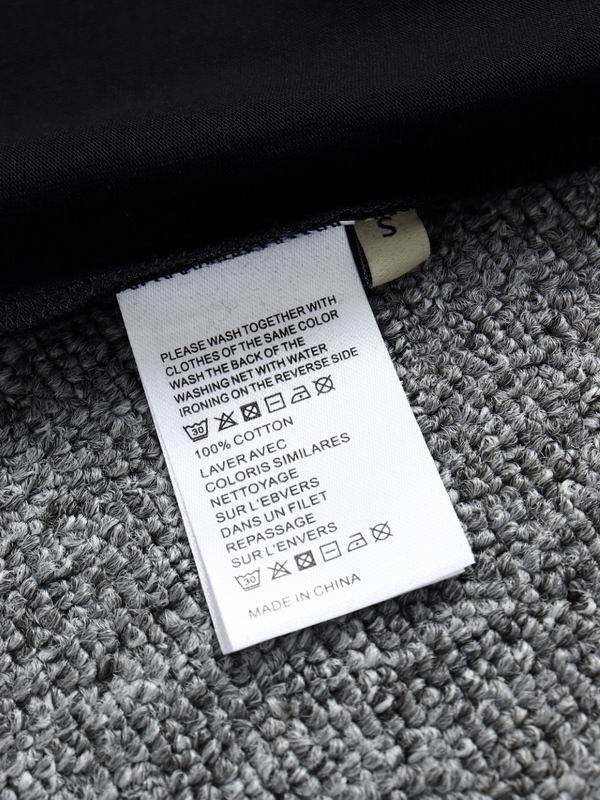 S
PLEASE WASH TOGETHER WITH
CLOTHES OF THE SAME COLOR
WASH THE BACK OF THE
WASHING NET WITH WATER
IRONING ON THE REVERSE SIDE
30
100% COTTON
LAVER AVEC
COLORIS SIMILARES
NETTOYAGE
SUR L'EBVERS
DANS UN FILET
REPASSAGE
SUR L'ENVERS
30
MADE IN CHINA